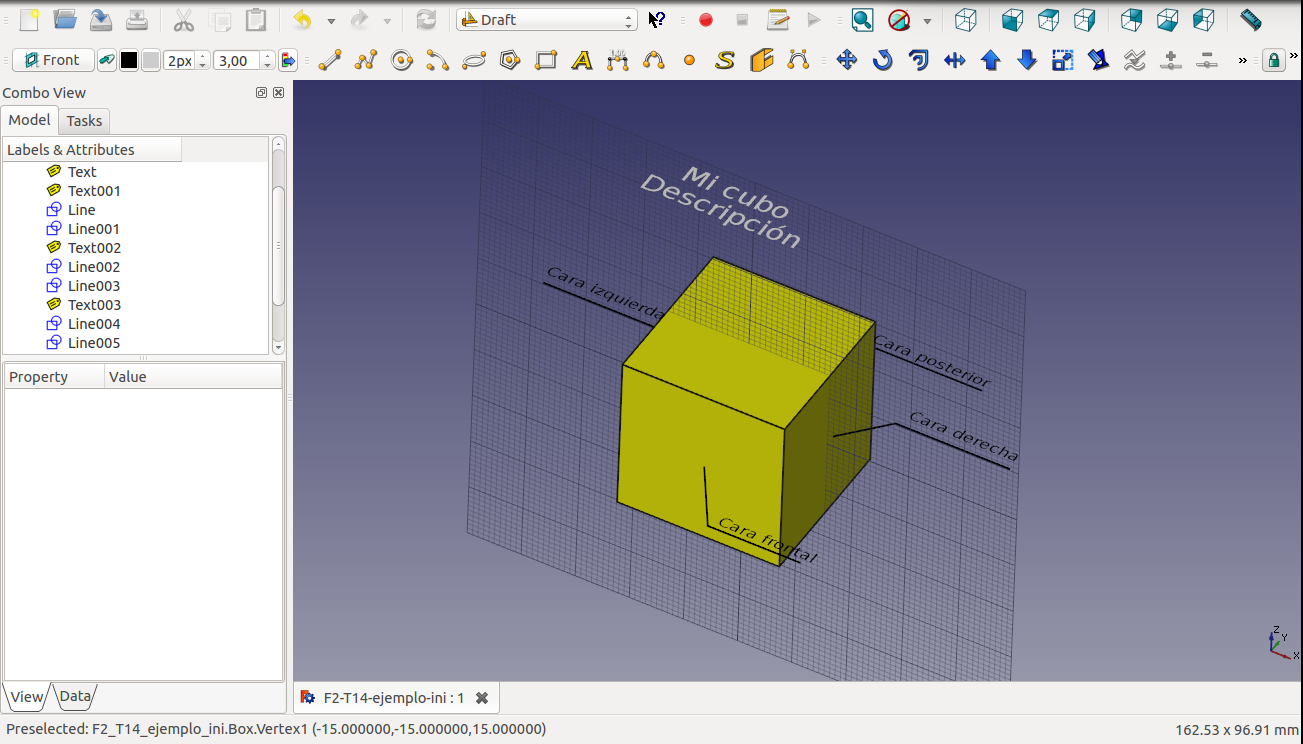 Draft
Front
2px
3,00
»
»
Combo View
Model
Tasks
Labels & Attributes
Text
Text001
Line
Line001
Text002
Line002
Line003
Text003
Line004
Line005
Property
Value
View
Data
Mi cubo
Descripción
Cara izquierda
Cara posterior
Cara derecha
Cara frontal
Z
Y
X
F2-T14-ejemplo-ini : 1
Preselected: F2_T14_ejemplo_ini.Box.Vertex1 (-15.000000,-15.000000,15.000000)
162.53 x 96.91 mm